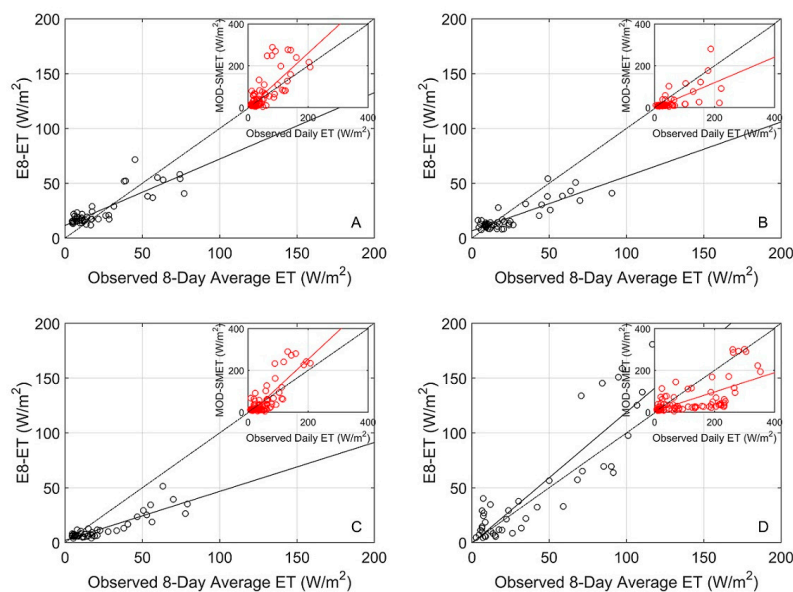 200
150
100
50
0
E8-ET (W/m²)
0 50 100 150 200
Observed 8-Day Average ET (W/m²)
A
400
200
0
MOD-SMET (W/m²)
0 200 400
Observed Daily ET (W/m²)
200
150
100
50
0
E8-ET (W/m²)
0 50 100 150 200
Observed 8-Day Average ET (W/m²)
B
400
200
0
MOD-SMET (W/m²)
0 200 400
Observed Daily ET (W/m²)
200
150
100
50
0
E8-ET (W/m²)
0 50 100 150 200
Observed 8-Day Average ET (W/m²)
C
400
200
0
MOD-SMET (W/m²)
0 200 400
Observed Daily ET (W/m²)
200
150
100
50
0
E8-ET (W/m²)
0 50 100 150 200
Observed 8-Day Average ET (W/m²)
D
400
200
0
MOD-SMET (W/m²)
0 200 400
Observed Daily ET (W/m²)